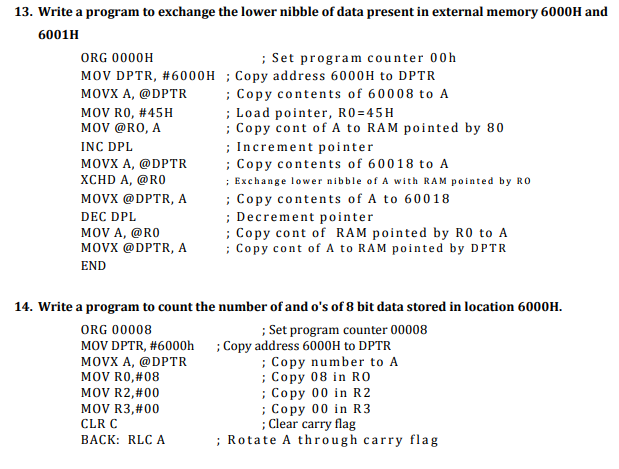 13. Write a program to exchange the lower nibble of data present in external memory 6000H and
6001H
ORG 0000H ; Set program counter 00h
MOV DPTR, #6000H ; Copy address 6000H to DPTR
MOVX A, @DPTR ; Copy contents of 60008 to A
MOV R0, #45H ; Load pointer, R0=45H
MOV @RO, A ; Copy cont of A to RAM pointed by 80
INC DPL ; Increment pointer
MOVX A, @DPTR ; Copy contents of 60018 to A
XCHD A, @R0 ; Exchange lower nibble of A with RAM pointed by RO
MOVX @DPTR, A ; Copy contents of A to 60018
DEC DPL ; Decrement pointer
MOV A, @R0 ; Copy cont of RAM pointed by R0 to A
MOVX @DPTR, A ; Copy cont of A to RAM pointed by DPTR
END
14. Write a program to count the number of and o's of 8 bit data stored in location 6000H.
ORG 00008 ; Set program counter 00008
MOV DPTR, #6000h ; Copy address 6000H to DPTR
MOVX A, @DPTR ; Copy number to A
MOV R0,#08 ; Copy 08 in RO
MOV R2,#00 ; Copy 00 in R2
MOV R3,#00 ; Copy 00 in R3
CLR C ; Clear carry flag
BACK: RLC A ; Rotate A through carry flag